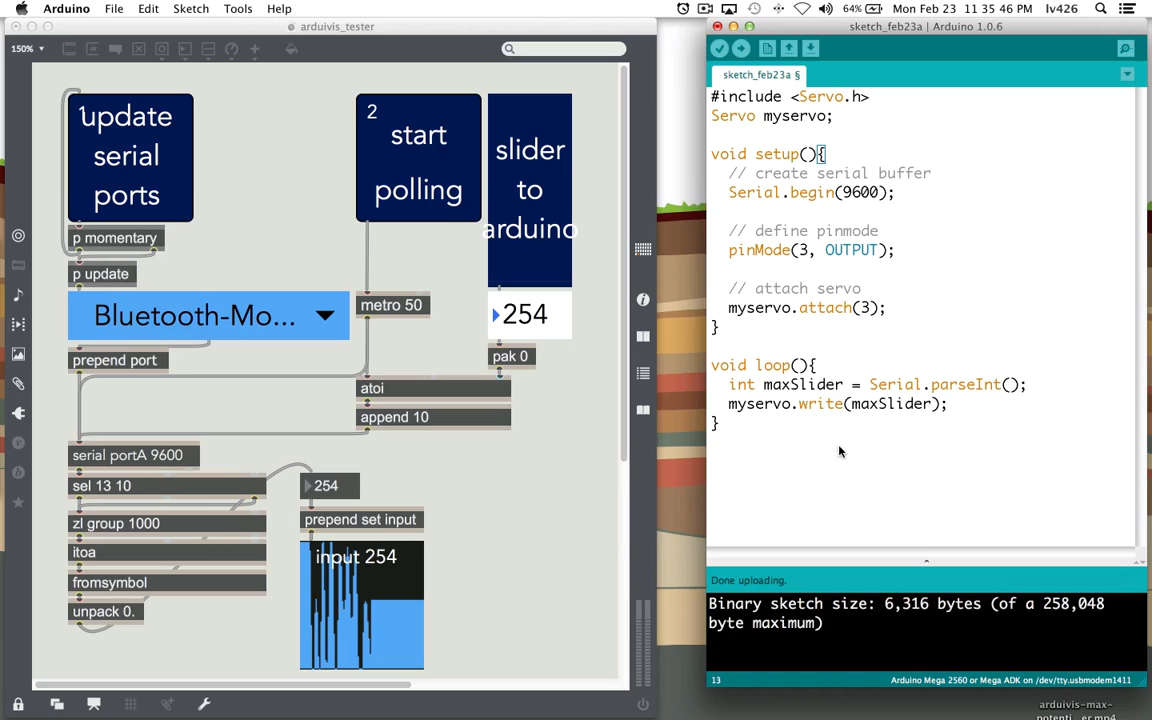 Arduino File Edit Sketch Tools Help
64% Mon Feb 23 11 35 46 PM lv426
arduivis_tester
150%
1
update
serial
ports
2
start
polling
slider
to
arduino
p momentary
p update
Bluetooth-Mo...
metro 50
254
prepend port
pak 0
atoi
append 10
serial portA 9600
sel 13 10
254
zl group 1000
prepend set input
itoa
input 254
fromsymbol
unpack 0.
sketch_feb23a | Arduino 1.0.6
sketch_feb23a §
#include <Servo.h>
Servo myservo;
void setup(){
// create serial buffer
Serial.begin(9600);
// define pinmode
pinMode(3, OUTPUT);
// attach servo
myservo.attach(3);
}
void loop(){
int maxSlider = Serial.parseInt();
myservo.write(maxSlider);
}
Done uploading.
Binary sketch size: 6,316 bytes (of a 258,048
byte maximum)
13 Arduino Mega 2560 or Mega ADK on /dev/tty.usbmodem1411
arduivis-max-
potenti...er.mp4